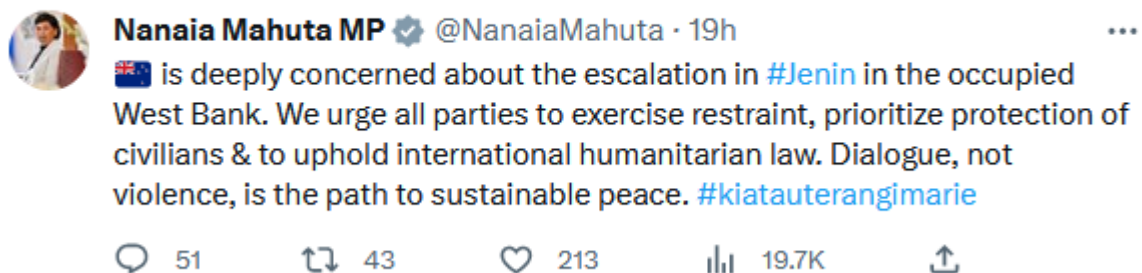 Nanaia Mahuta MP @NanaiaMahuta · 19h
🇳🇿 is deeply concerned about the escalation in #Jenin in the occupied
West Bank. We urge all parties to exercise restraint, prioritize protection of
civilians & to uphold international humanitarian law. Dialogue, not
violence, is the path to sustainable peace. #kiatauterangimarie
51 43 213 19.7K